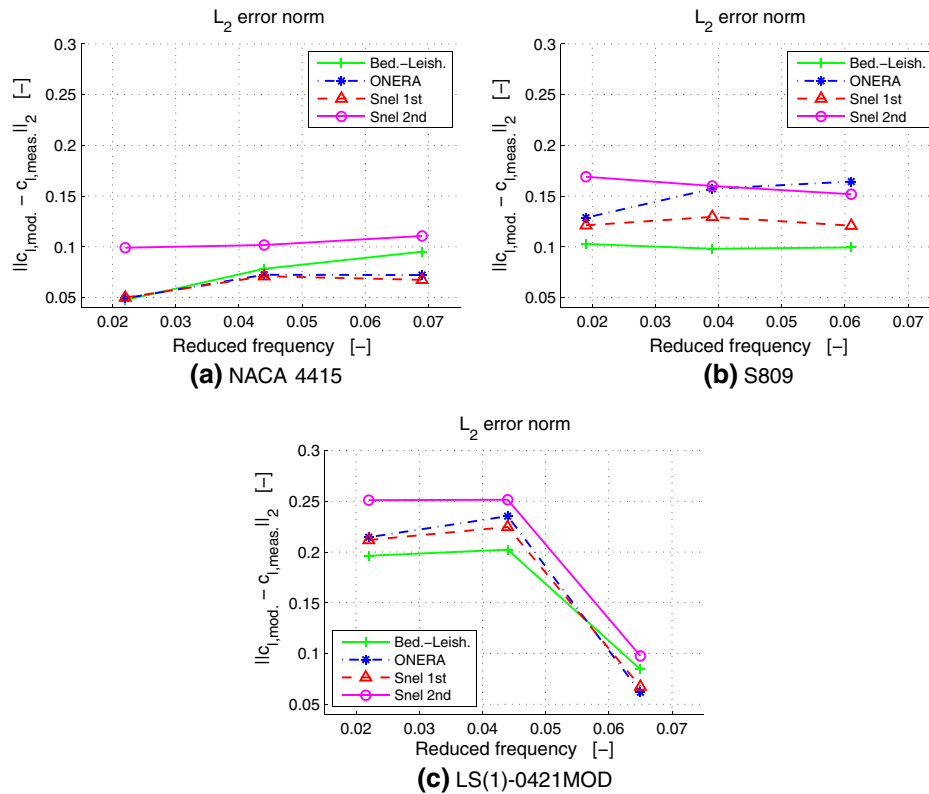 L2 error norm
||cl,mod. − cl,meas.||2 [−]
0.3
0.25
0.2
0.15
0.1
0.05
Bed.−Leish.
ONERA
Snel 1st
Snel 2nd
0.02 0.03 0.04 0.05 0.06 0.07
Reduced frequency [−]
(a) NACA 4415
L2 error norm
||cl,mod. − cl,meas.||2 [−]
0.3
0.25
0.2
0.15
0.1
0.05
Bed.−Leish.
ONERA
Snel 1st
Snel 2nd
0.02 0.03 0.04 0.05 0.06 0.07
Reduced frequency [−]
(b) S809
L2 error norm
||cl,mod. − cl,meas.||2 [−]
0.3
0.25
0.2
0.15
0.1
0.05
Bed.−Leish.
ONERA
Snel 1st
Snel 2nd
0.02 0.03 0.04 0.05 0.06 0.07
Reduced frequency [−]
(c) LS(1)-0421MOD